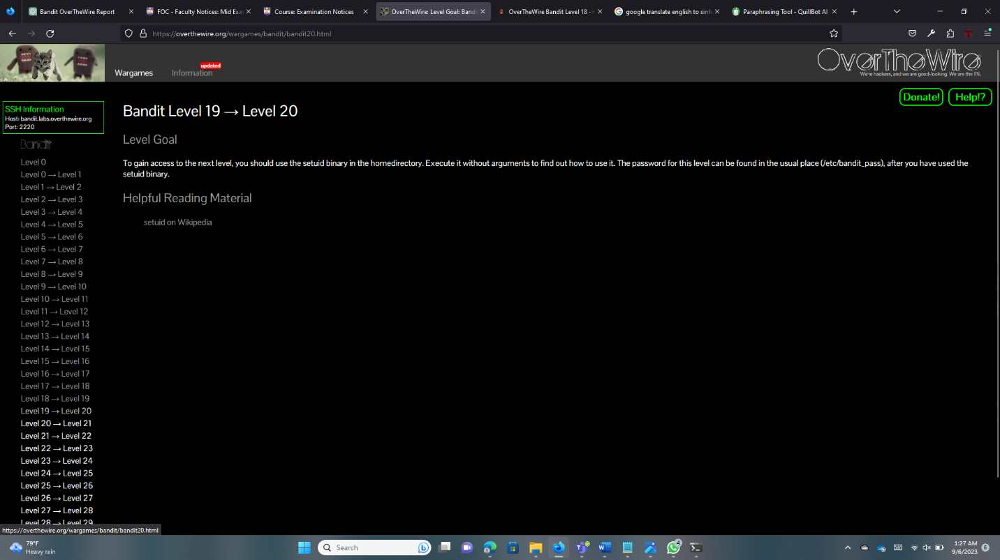 Bandit OverTheWire Report
FOC - Faculty Notices: Mid Exa
Course: Examination Notices
OverTheWire: Level Goal: Bandi
OverTheWire Bandit Level 18 -
google translate english to sinh
Paraphrasing Tool - QuillBot AI
https://overthewire.org/wargames/bandit/bandit20.html
Wargames
Information
updated
OverTheWire
We're hackers, and we are good-looking. We are the 1%.
Donate!
Help!?
SSH Information
Host: bandit.labs.overthewire.org
Port: 2220
Bandit
Level 0
Level 0 → Level 1
Level 1 → Level 2
Level 2 → Level 3
Level 3 → Level 4
Level 4 → Level 5
Level 5 → Level 6
Level 6 → Level 7
Level 7 → Level 8
Level 8 → Level 9
Level 9 → Level 10
Level 10 → Level 11
Level 11 → Level 12
Level 12 → Level 13
Level 13 → Level 14
Level 14 → Level 15
Level 15 → Level 16
Level 16 → Level 17
Level 17 → Level 18
Level 18 → Level 19
Level 19 → Level 20
Level 20 → Level 21
Level 21 → Level 22
Level 22 → Level 23
Level 23 → Level 24
Level 24 → Level 25
Level 25 → Level 26
Level 26 → Level 27
Level 27 → Level 28
Level 28 → Level 29
Bandit Level 19 → Level 20
Level Goal
To gain access to the next level, you should use the setuid binary in the homedirectory. Execute it without arguments to find out how to use it. The password for this level can be found in the usual place (/etc/bandit_pass), after you have used the
setuid binary.
Helpful Reading Material
setuid on Wikipedia
https://overthewire.org/wargames/bandit/bandit20.html
79°F
Heavy rain
Search
4
1:27 AM
9/6/2023
6